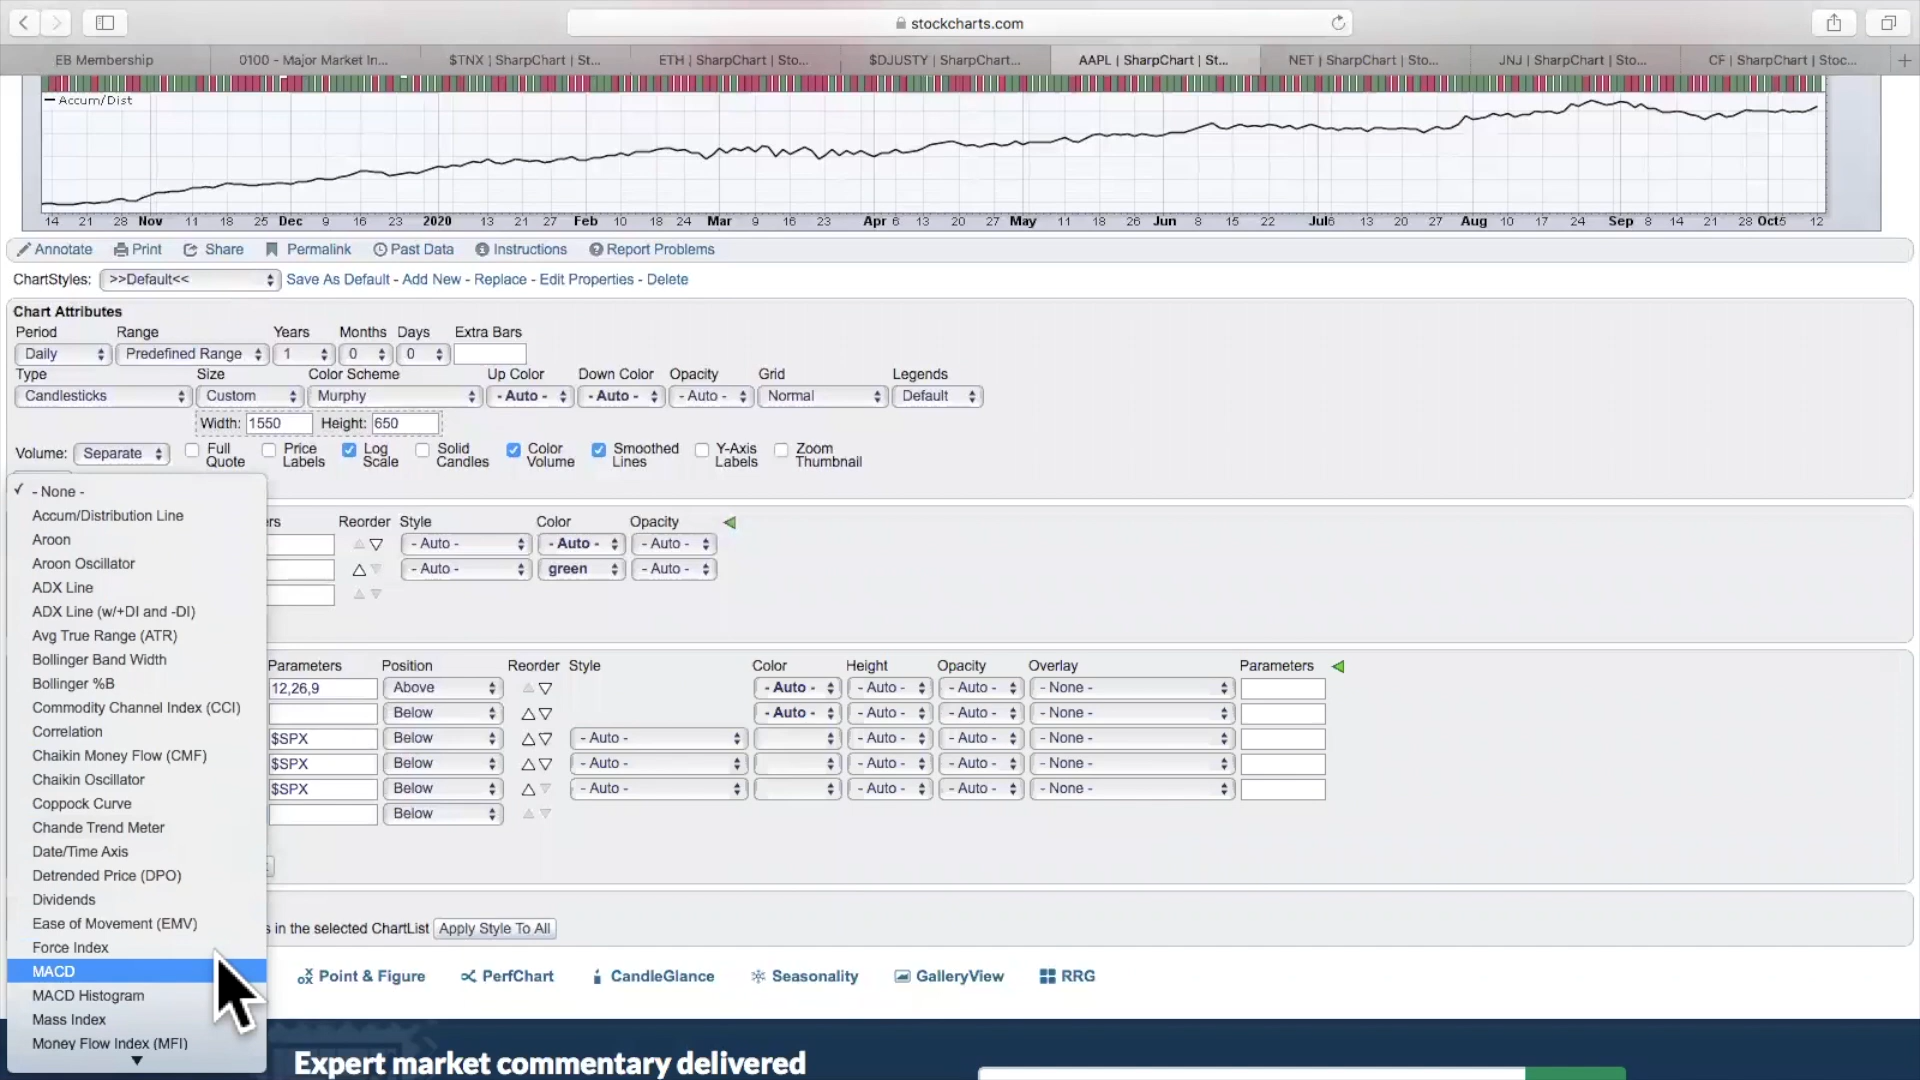 stockcharts.com
EB Membership
0100 - Major Market In...
$TNX | SharpChart | St...
ETH | SharpChart | Sto...
$DJUSTY | SharpChart...
AAPL | SharpChart | St...
NET | SharpChart | Sto...
JNJ | SharpChart | Sto...
CF | SharpChart | Stoc...
Accum/Dist
14 21 28 Nov 11 18 25 Dec 9 16 23 2020 13 21 27 Feb 10 18 24 Mar 9 16 23 Apr 6 13 20 27 May 11 18 26 Jun 8 15 22 Jul6 13 20 27 Aug 10 17 24 Sep 8 14 21 28 Oct5 12
Annotate Print Share Permalink Past Data Instructions Report Problems
ChartStyles: >>Default<< Save As Default - Add New - Replace - Edit Properties - Delete
Chart Attributes
Period Range Years Months Days Extra Bars
Daily Predefined Range 1 0 0
Type Size Color Scheme Up Color Down Color Opacity Grid Legends
Candlesticks Custom Murphy - Auto - - Auto - - Auto - Normal Default
Width: 1550 Height: 650
Volume: Separate Full Quote Price Labels Log Scale Solid Candles Color Volume Smoothed Lines Y-Axis Labels Zoom Thumbnail
✓ - None -
Accum/Distribution Line
Aroon
Aroon Oscillator
ADX Line
ADX Line (w/+DI and -DI)
Avg True Range (ATR)
Bollinger Band Width
Bollinger %B
Commodity Channel Index (CCI)
Correlation
Chaikin Money Flow (CMF)
Chaikin Oscillator
Coppock Curve
Chande Trend Meter
Date/Time Axis
Detrended Price (DPO)
Dividends
Ease of Movement (EMV)
Force Index
MACD
MACD Histogram
Mass Index
Money Flow Index (MFI)
rs Reorder Style Color Opacity
- Auto - - Auto - - Auto -
- Auto - green - Auto -
Parameters Position Reorder Style Color Height Opacity Overlay Parameters
12,26,9 Above - Auto - - Auto - - Auto - - None -
Below - Auto - - Auto - - Auto - - None -
$SPX Below - Auto - - Auto - - Auto - - None -
$SPX Below - Auto - - Auto - - Auto - - None -
$SPX Below - Auto - - Auto - - Auto - - None -
Below
s in the selected ChartList Apply Style To All
Point & Figure PerfChart CandleGlance Seasonality GalleryView RRG
Expert market commentary delivered